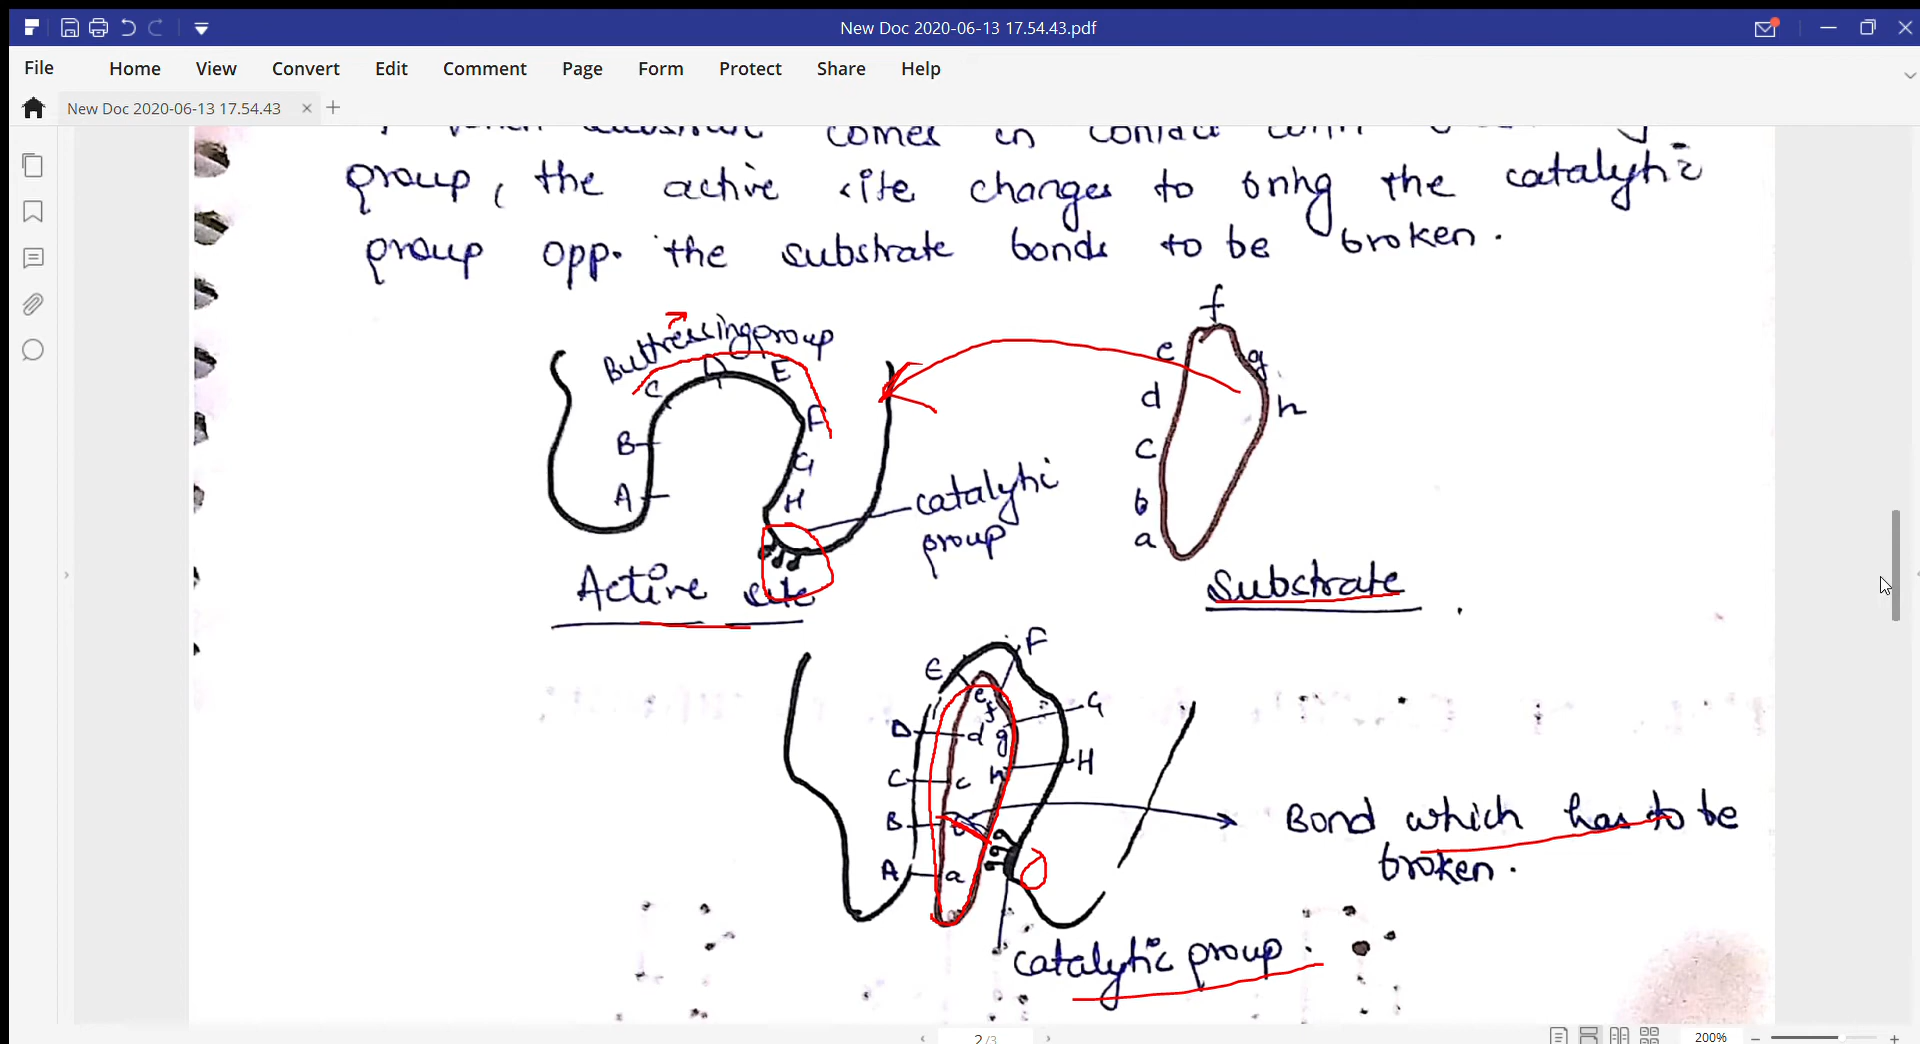 New Doc 2020-06-13 17.54.43.pdf
File Home View Convert Edit Comment Page Form Protect Share Help
New Doc 2020-06-13 17.54.43
comes in contact
group, the active site changes to bring the catalytic
group opp. the substrate bonds to be broken.
Buttressing group
C D E
B F
A G
H
catalytic
group
Active site
f
e g
d h
c
b
a
Substrate
E F
e
f
D d g G
C c h H
B b
A a
Bond which has to be
broken.
catalytic group
2/3
200%